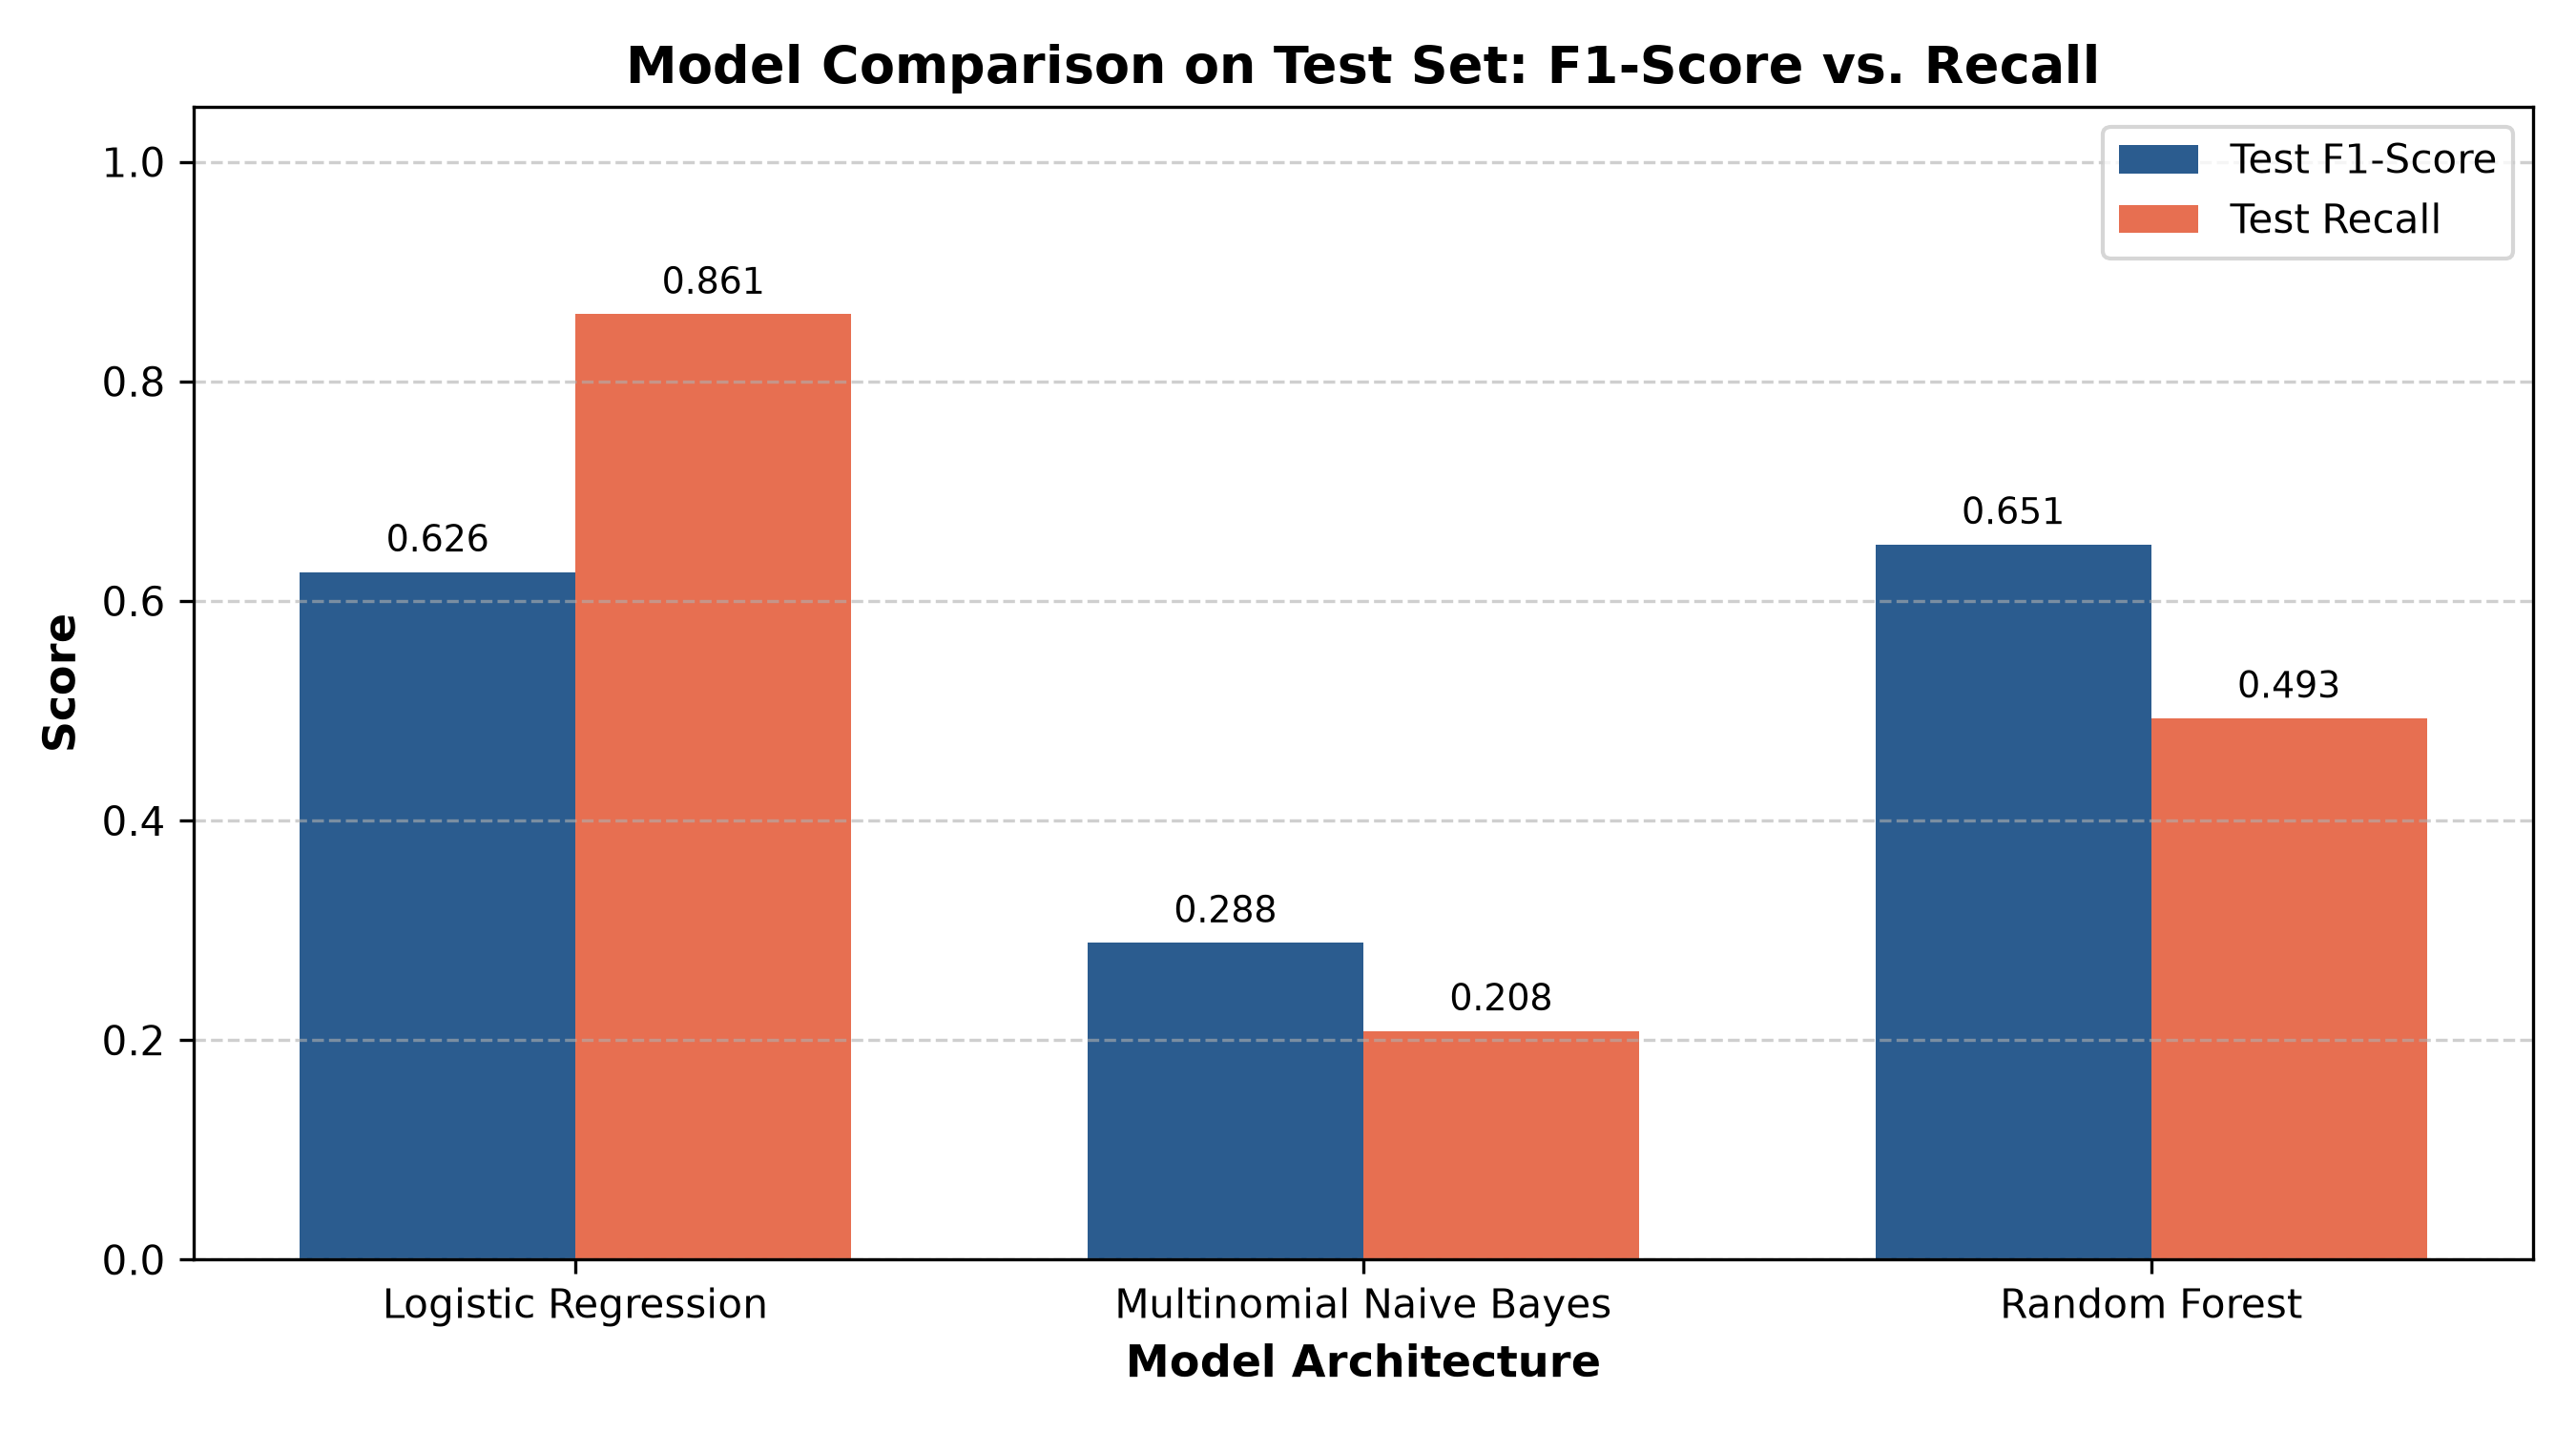 Model Comparison on Test Set: F1-Score vs. Recall
Test F1-Score
Test Recall
Score
1.0
0.8
0.6
0.4
0.2
0.0
0.626
0.861
0.288
0.208
0.651
0.493
Logistic Regression
Multinomial Naive Bayes
Random Forest
Model Architecture